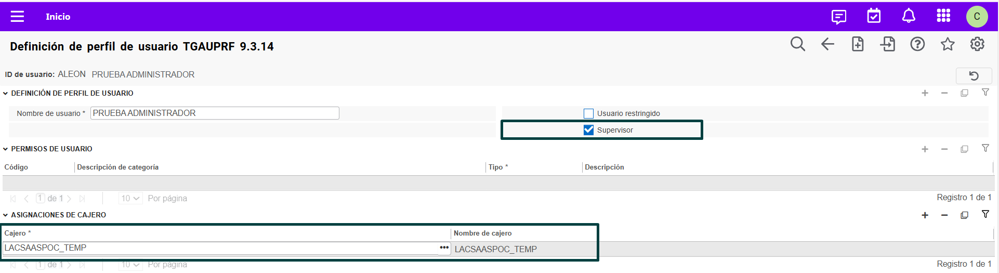 Inicio
C
Definición de perfil de usuario TGAUPRF 9.3.14
ID de usuario: ALEON PRUEBA ADMINISTRADOR
DEFINICIÓN DE PERFIL DE USUARIO
Nombre de usuario * PRUEBA ADMINISTRADOR Usuario restringido
Supervisor
PERMISOS DE USUARIO
Código Descripción de categoría Tipo * Descripción
1 de 1 10 Por página Registro 1 de 1
ASIGNACIONES DE CAJERO
Cajero * Nombre de cajero
LACSAASPOC_TEMP ••• LACSAASPOC_TEMP
1 de 1 10 Por página Registro 1 de 1